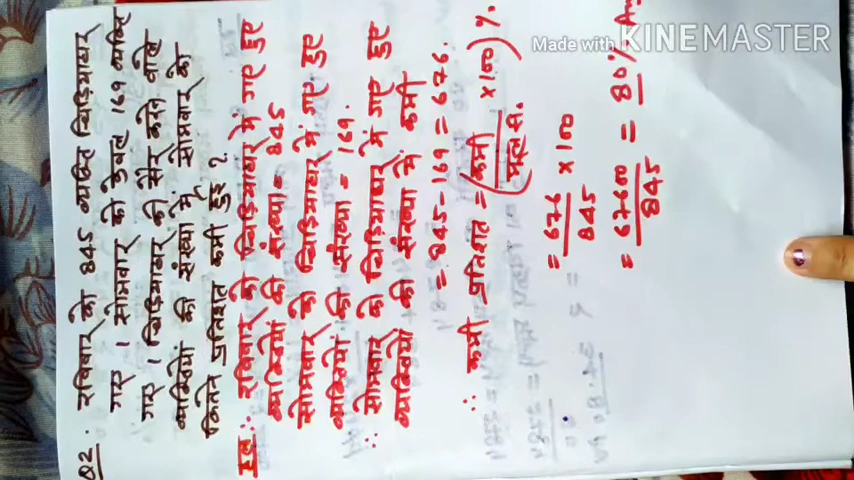 Q2. रविवार को 845 व्यक्ति चिड़ियाघर
गए । सोमवार को केवल 169 व्यक्ति
गए । चिड़ियाघर की सैर करने वाले
व्यक्तियों की संख्या में, सोमवार को
कितने प्रतिशत कमी हुई ?
हल ∴ रविवार को चिड़ियाघर में गए हुए
व्यक्तियों की संख्या = 845
सोमवार को चिड़ियाघर में गए हुए
व्यक्तियों की संख्या = 169.
∴ सोमवार को चिड़ियाघर में गए हुए
व्यक्तियों की संख्या में कमी
= 845 - 169 = 676.
∴ कमी प्रतिशत = (कमी / मूल सं. × 100) %.
= 676 / 845 × 100
= 67600 / 845 = 80% Ans
Made with KINEMASTER